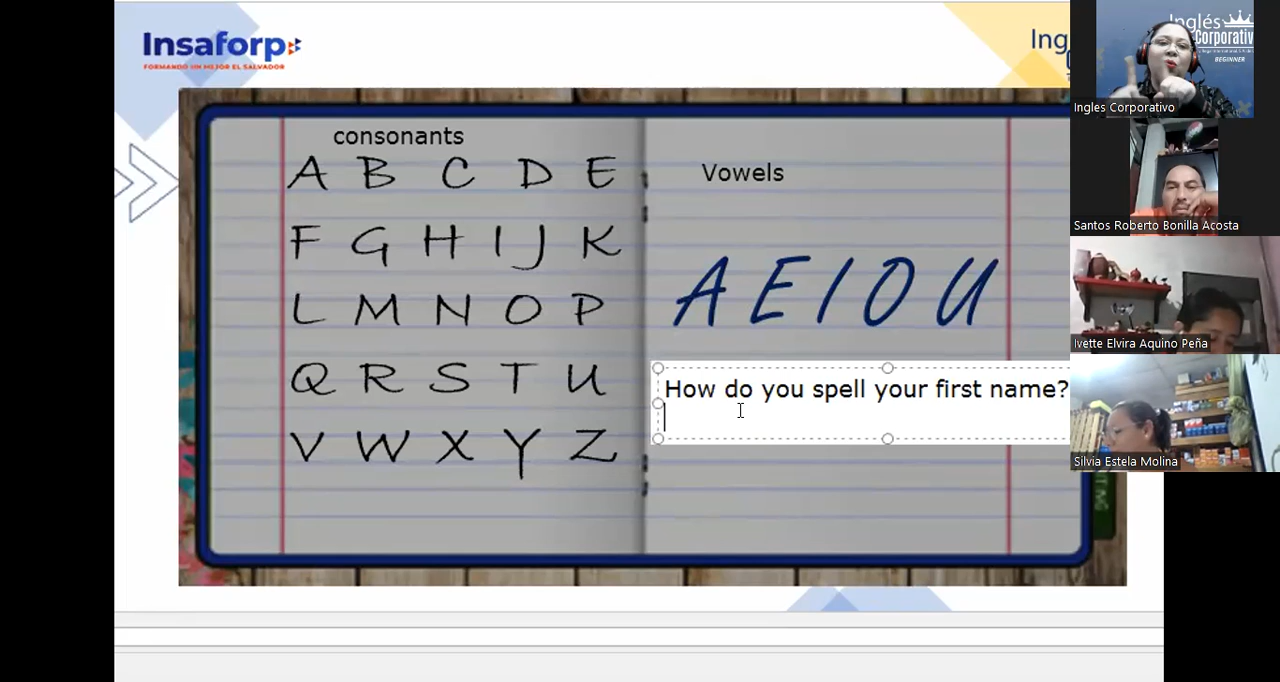 Insaforp
FORMANDO UN MEJOR EL SALVADOR
Ing
consonants
A B C D E
F G H I J K
L M N O P
Q R S T U
V W X Y Z
Vowels
A E I O U
How do you spell your first name?
Inglés
Corporativ
BEGINNER
Ingles Corporativo
Santos Roberto Bonilla Acosta
Ivette Elvira Aquino Peña
Silvia Estela Molina